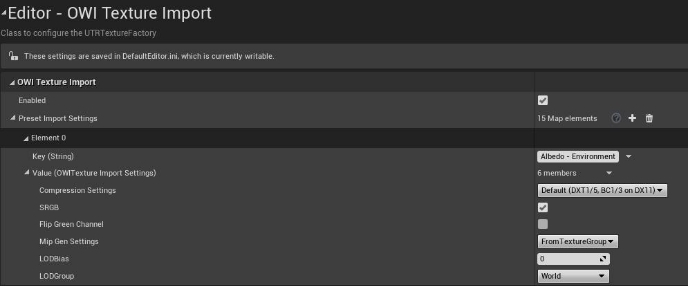 Editor - OWI Texture Import
Class to configure the UTRTextureFactory
These settings are saved in DefaultEditor.ini, which is currently writable.
OWI Texture Import
Enabled
Preset Import Settings 15 Map elements
Element 0
Key (String) Albedo - Environment
Value (OWITexture Import Settings) 6 members
Compression Settings Default (DXT1/5, BC1/3 on DX11)
SRGB
Flip Green Channel
Mip Gen Settings FromTextureGroup
LODBias 0
LODGroup World